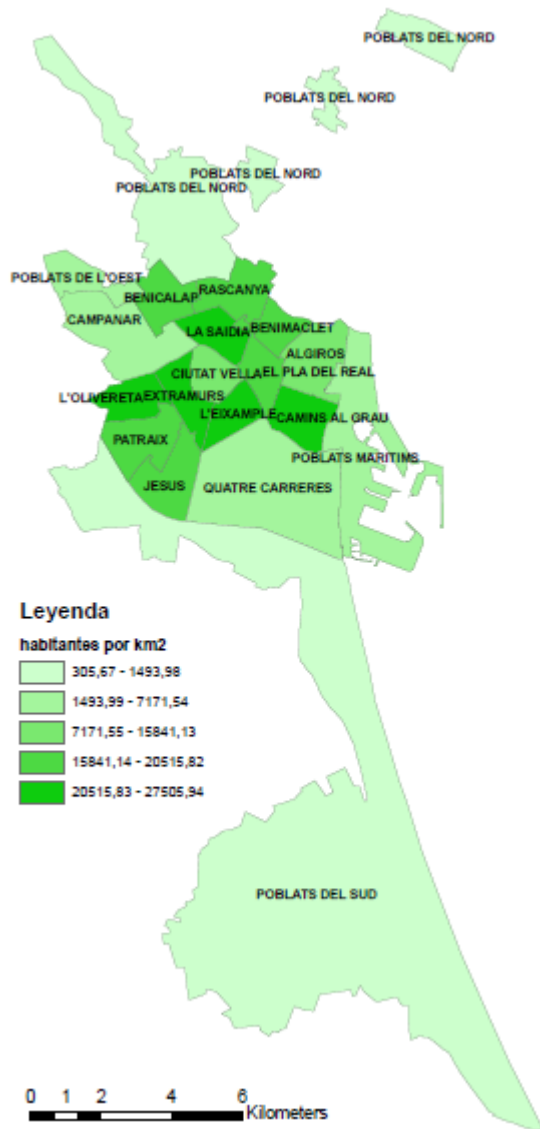 POBLATS DEL NORD
POBLATS DEL NORD
POBLATS DEL NORD
POBLATS DEL NORD
POBLATS DE L'OEST
RASCANYA
BENICALAP
CAMPANAR
LA SAIDIA
BENIMACLET
ALGIROS
CIUTAT VELLA
EL PLA DEL REAL
L'OLIVERETA
EXTRAMURS
L'EIXAMPLE
CAMINS AL GRAU
PATRAIX
POBLATS MARITIMS
JESUS
QUATRE CARRERES
Leyenda
habitantes por km2
305,67 - 1493,98
1493,99 - 7171,54
7171,55 - 15841,13
15841,14 - 20515,82
20515,83 - 27505,94
POBLATS DEL SUD
0 1 2 4 6
Kilometers